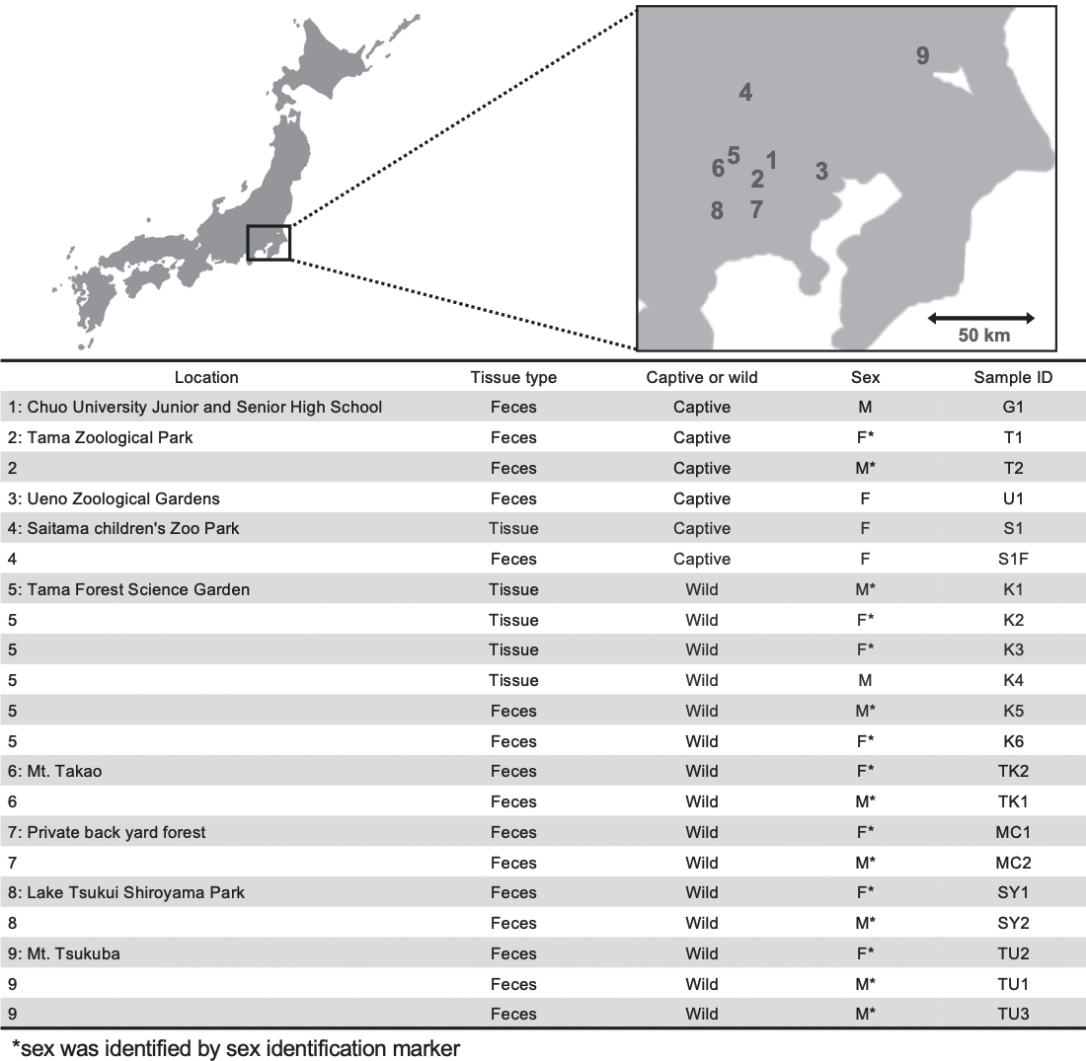 9
4
5
1
6
2
3
8
7
50 km
Location Tissue type Captive or wild Sex Sample ID
1: Chuo University Junior and Senior High School Feces Captive M G1
2: Tama Zoological Park Feces Captive F* T1
2 Feces Captive M* T2
3: Ueno Zoological Gardens Feces Captive F U1
4: Saitama children's Zoo Park Tissue Captive F S1
4 Feces Captive F S1F
5: Tama Forest Science Garden Tissue Wild M* K1
5 Tissue Wild F* K2
5 Tissue Wild F* K3
5 Tissue Wild M K4
5 Feces Wild M* K5
5 Feces Wild F* K6
6: Mt. Takao Feces Wild F* TK2
6 Feces Wild M* TK1
7: Private back yard forest Feces Wild F* MC1
7 Feces Wild M* MC2
8: Lake Tsukui Shiroyama Park Feces Wild F* SY1
8 Feces Wild M* SY2
9: Mt. Tsukuba Feces Wild F* TU2
9 Feces Wild M* TU1
9 Feces Wild M* TU3
*sex was identified by sex identification marker